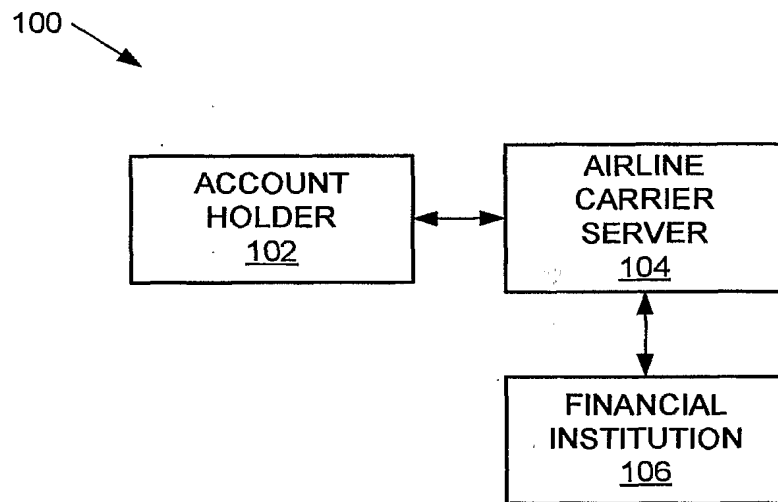 100
ACCOUNT
HOLDER
102
AIRLINE
CARRIER
SERVER
104
FINANCIAL
INSTITUTION
106